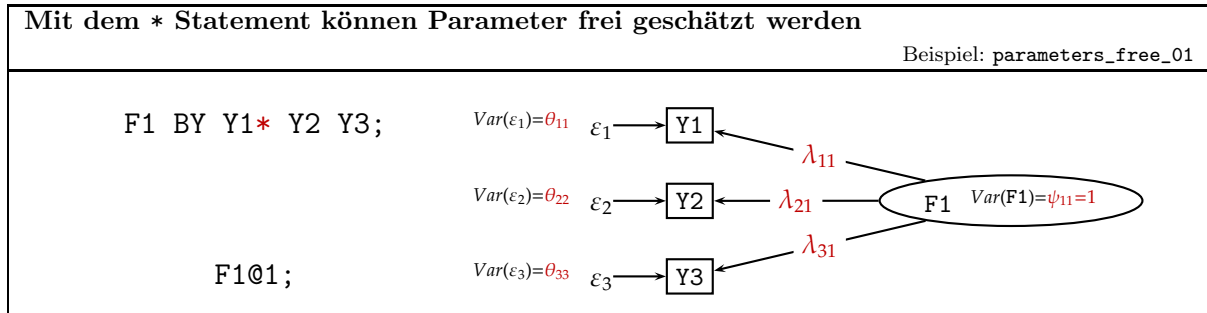 Mit dem * Statement können Parameter frei geschätzt werden
Beispiel: parameters_free_01
F1 BY Y1* Y2 Y3;
Var(ε₁)=θ₁₁ ε₁ Y1
λ₁₁
Var(ε₂)=θ₂₂ ε₂ Y2 λ₂₁ F1 Var(F1)=ψ₁₁=1
λ₃₁
F1@1; Var(ε₃)=θ₃₃ ε₃ Y3